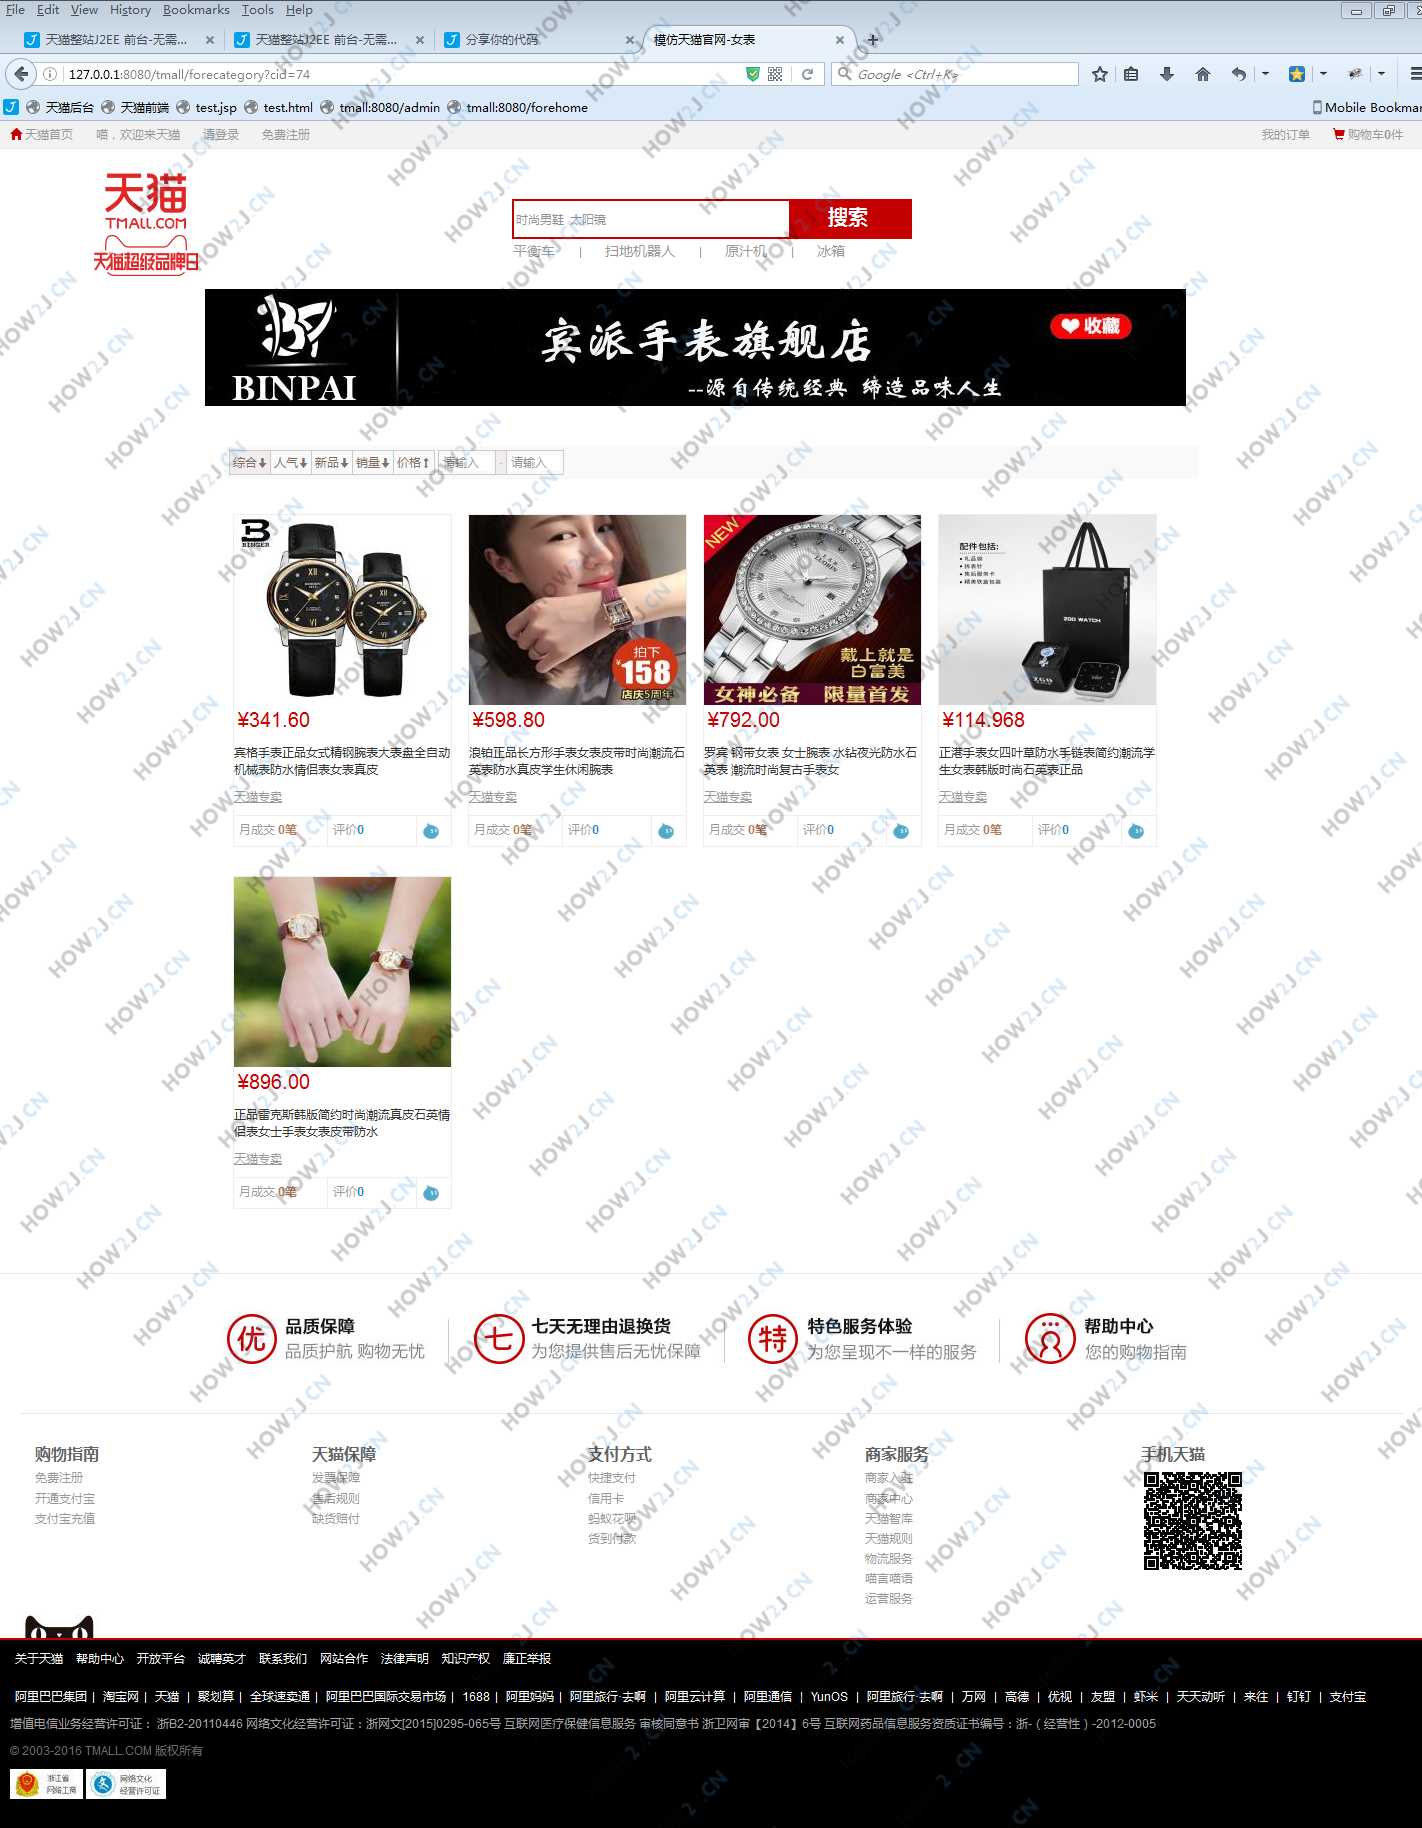 File Edit View History Bookmarks Tools Help
天猫整站J2EE 前台-无需... 天猫整站J2EE 前台-无需... 分享你的代码 模仿天猫官网-女表
127.0.0.1:8080/tmall/forecategory?cid=74 Google <Ctrl+K>
天猫后台 天猫前端 test.jsp test.html tmall:8080/admin tmall:8080/forehome Mobile Bookmar
天猫首页 喵，欢迎来天猫 请登录 免费注册 我的订单 购物车0件
天猫
TMALL.COM
天猫超级品牌日
时尚男鞋 太阳镜 搜索
平衡车 | 扫地机器人 | 原汁机 | 冰箱
BINPAI
宾派手表旗舰店
收藏
--源自传统经典 缔造品味人生
综合 人气 新品 销量 价格 请输入 - 请输入
BINGER
拍下
¥158
店庆5周年
NEW
戴上就是
白富美
女神必备 限量首发
配件包括:
ZGO WATCH
¥341.60 ¥598.80 ¥792.00 ¥114.968
宾格手表正品女式精钢腕表大表盘全自动
机械表防水情侣表女表真皮
浪铂正品长方形手表女表皮带时尚潮流石
英表防水真皮学生休闲腕表
罗宾 钢带女表 女士腕表 水钻夜光防水石
英表 潮流时尚复古手表女
正港手表女四叶草防水手链表简约潮流学
生女表韩版时尚石英表正品
天猫专卖 天猫专卖 天猫专卖 天猫专卖
月成交 0笔 评价0 月成交 0笔 评价0 月成交 0笔 评价0 月成交 0笔 评价0
¥896.00
正品雷克斯韩版简约时尚潮流真皮石英情
侣表女士手表女表皮带防水
天猫专卖
月成交 0笔 评价0
优 品质保障
品质护航 购物无忧
七 七天无理由退换货
为您提供售后无忧保障
特 特色服务体验
为您呈现不一样的服务
帮助中心
您的购物指南
购物指南
免费注册
开通支付宝
支付宝充值
天猫保障
发票保障
售后规则
缺货赔付
支付方式
快捷支付
信用卡
蚂蚁花呗
货到付款
商家服务
商家入驻
商家中心
天猫智库
天猫规则
物流服务
喵言喵语
运营服务
手机天猫
关于天猫 帮助中心 开放平台 诚聘英才 联系我们 网站合作 法律声明 知识产权 廉正举报
阿里巴巴集团 | 淘宝网 | 天猫 | 聚划算 | 全球速卖通 | 阿里巴巴国际交易市场 | 1688 | 阿里妈妈 | 阿里旅行·去啊 | 阿里云计算 | 阿里通信 | YunOS | 阿里旅行·去啊 | 万网 | 高德 | 优视 | 友盟 | 虾米 | 天天动听 | 来往 | 钉钉 | 支付宝
增值电信业务经营许可证： 浙B2-20110446 网络文化经营许可证：浙网文[2015]0295-065号 互联网医疗保健信息服务 审核同意书 浙卫网审【2014】6号 互联网药品信息服务资质证书编号：浙-（经营性）-2012-0005
© 2003-2016 TMALL.COM 版权所有
浙江省
网络工商
网络文化
经营许可证
HOW2J.CN